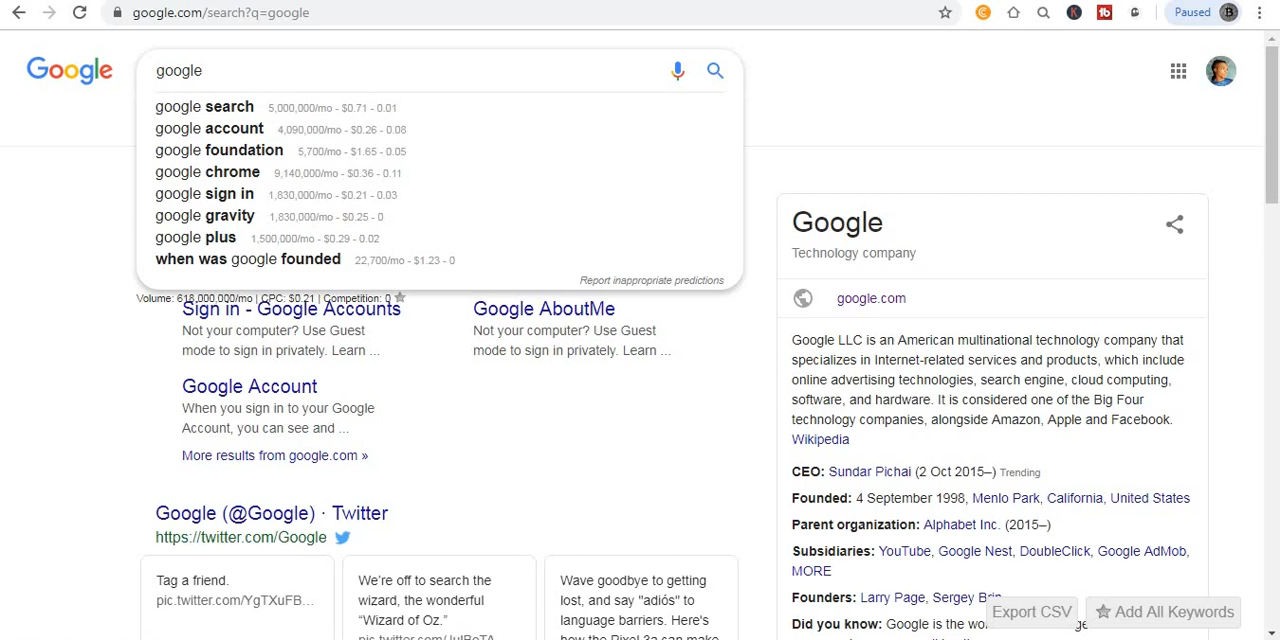 google.com/search?q=google
Paused
Google
google
google search 5,000,000/mo - $0.71 - 0.01
google account 4,090,000/mo - $0.26 - 0.08
google foundation 5,700/mo - $1.65 - 0.05
google chrome 9,140,000/mo - $0.36 - 0.11
google sign in 1,830,000/mo - $0.21 - 0.03
google gravity 1,830,000/mo - $0.25 - 0
google plus 1,500,000/mo - $0.29 - 0.02
when was google founded 22,700/mo - $1.23 - 0
Report inappropriate predictions
Volume: 618,000,000/mo | CPC: $0.21 | Competition: 0
Sign in - Google Accounts
Not your computer? Use Guest
mode to sign in privately. Learn ...
Google AboutMe
Not your computer? Use Guest
mode to sign in privately. Learn ...
Google Account
When you sign in to your Google
Account, you can see and ...
More results from google.com »
Google (@Google) · Twitter
https://twitter.com/Google
Tag a friend.
pic.twitter.com/YgTXuFB...
We're off to search the
wizard, the wonderful
"Wizard of Oz."
Wave goodbye to getting
lost, and say "adiós" to
language barriers. Here's
how the Pixel 3a can make
Google
Technology company
google.com
Google LLC is an American multinational technology company that
specializes in Internet-related services and products, which include
online advertising technologies, search engine, cloud computing,
software, and hardware. It is considered one of the Big Four
technology companies, alongside Amazon, Apple and Facebook.
Wikipedia
CEO: Sundar Pichai (2 Oct 2015–) Trending
Founded: 4 September 1998, Menlo Park, California, United States
Parent organization: Alphabet Inc. (2015–)
Subsidiaries: YouTube, Google Nest, DoubleClick, Google AdMob,
MORE
Founders: Larry Page, Sergey Brin
Did you know: Google is the
Export CSV
Add All Keywords